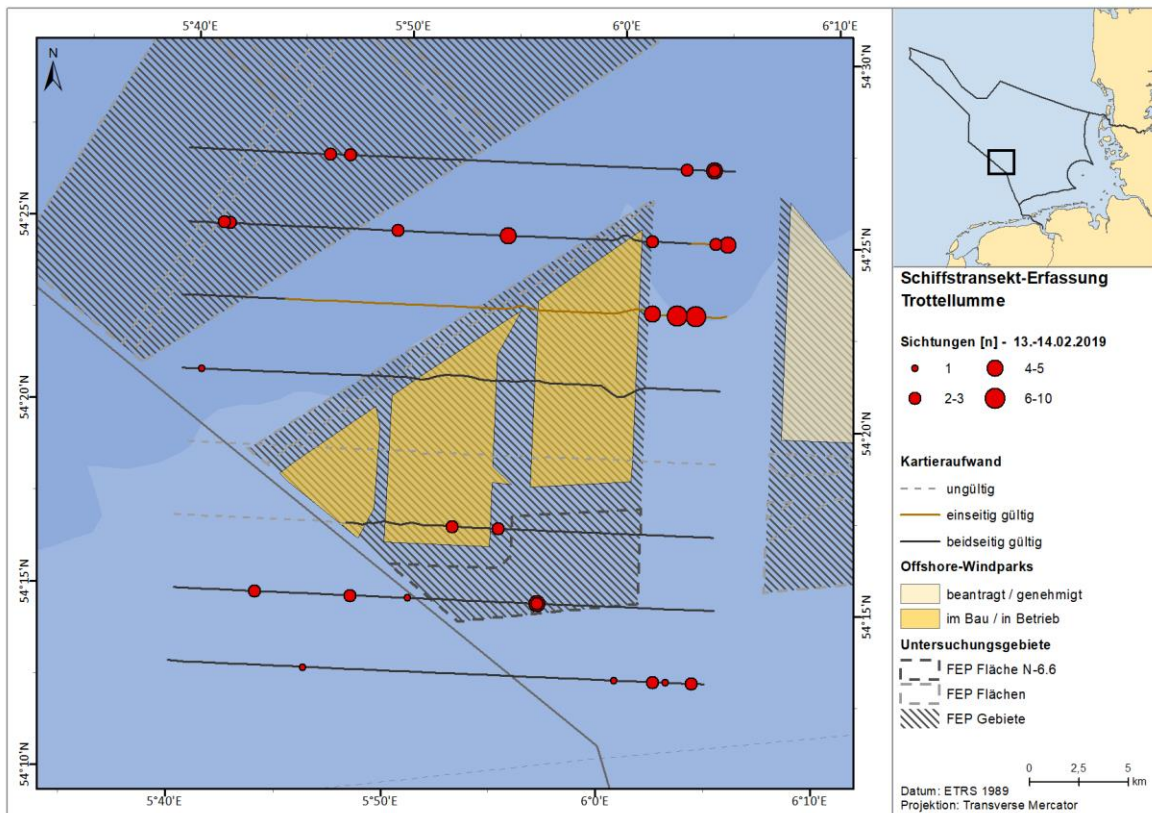 5°40'E 5°50'E 6°0'E 6°10'E
N
54°30'N
54°25'N
54°25'N
54°20'N
54°20'N
54°15'N
54°15'N
54°10'N
5°40'E 5°50'E 6°0'E 6°10'E
Schiffstransekt-Erfassung
Trottellumme
Sichtungen [n] - 13.-14.02.2019
1 4-5
2-3 6-10
Kartieraufwand
ungültig
einseitig gültig
beidseitig gültig
Offshore-Windparks
beantragt / genehmigt
im Bau / in Betrieb
Untersuchungsgebiete
FEP Fläche N-6.6
FEP Flächen
FEP Gebiete
0 2,5 5
km
Datum: ETRS 1989
Projektion: Transverse Mercator